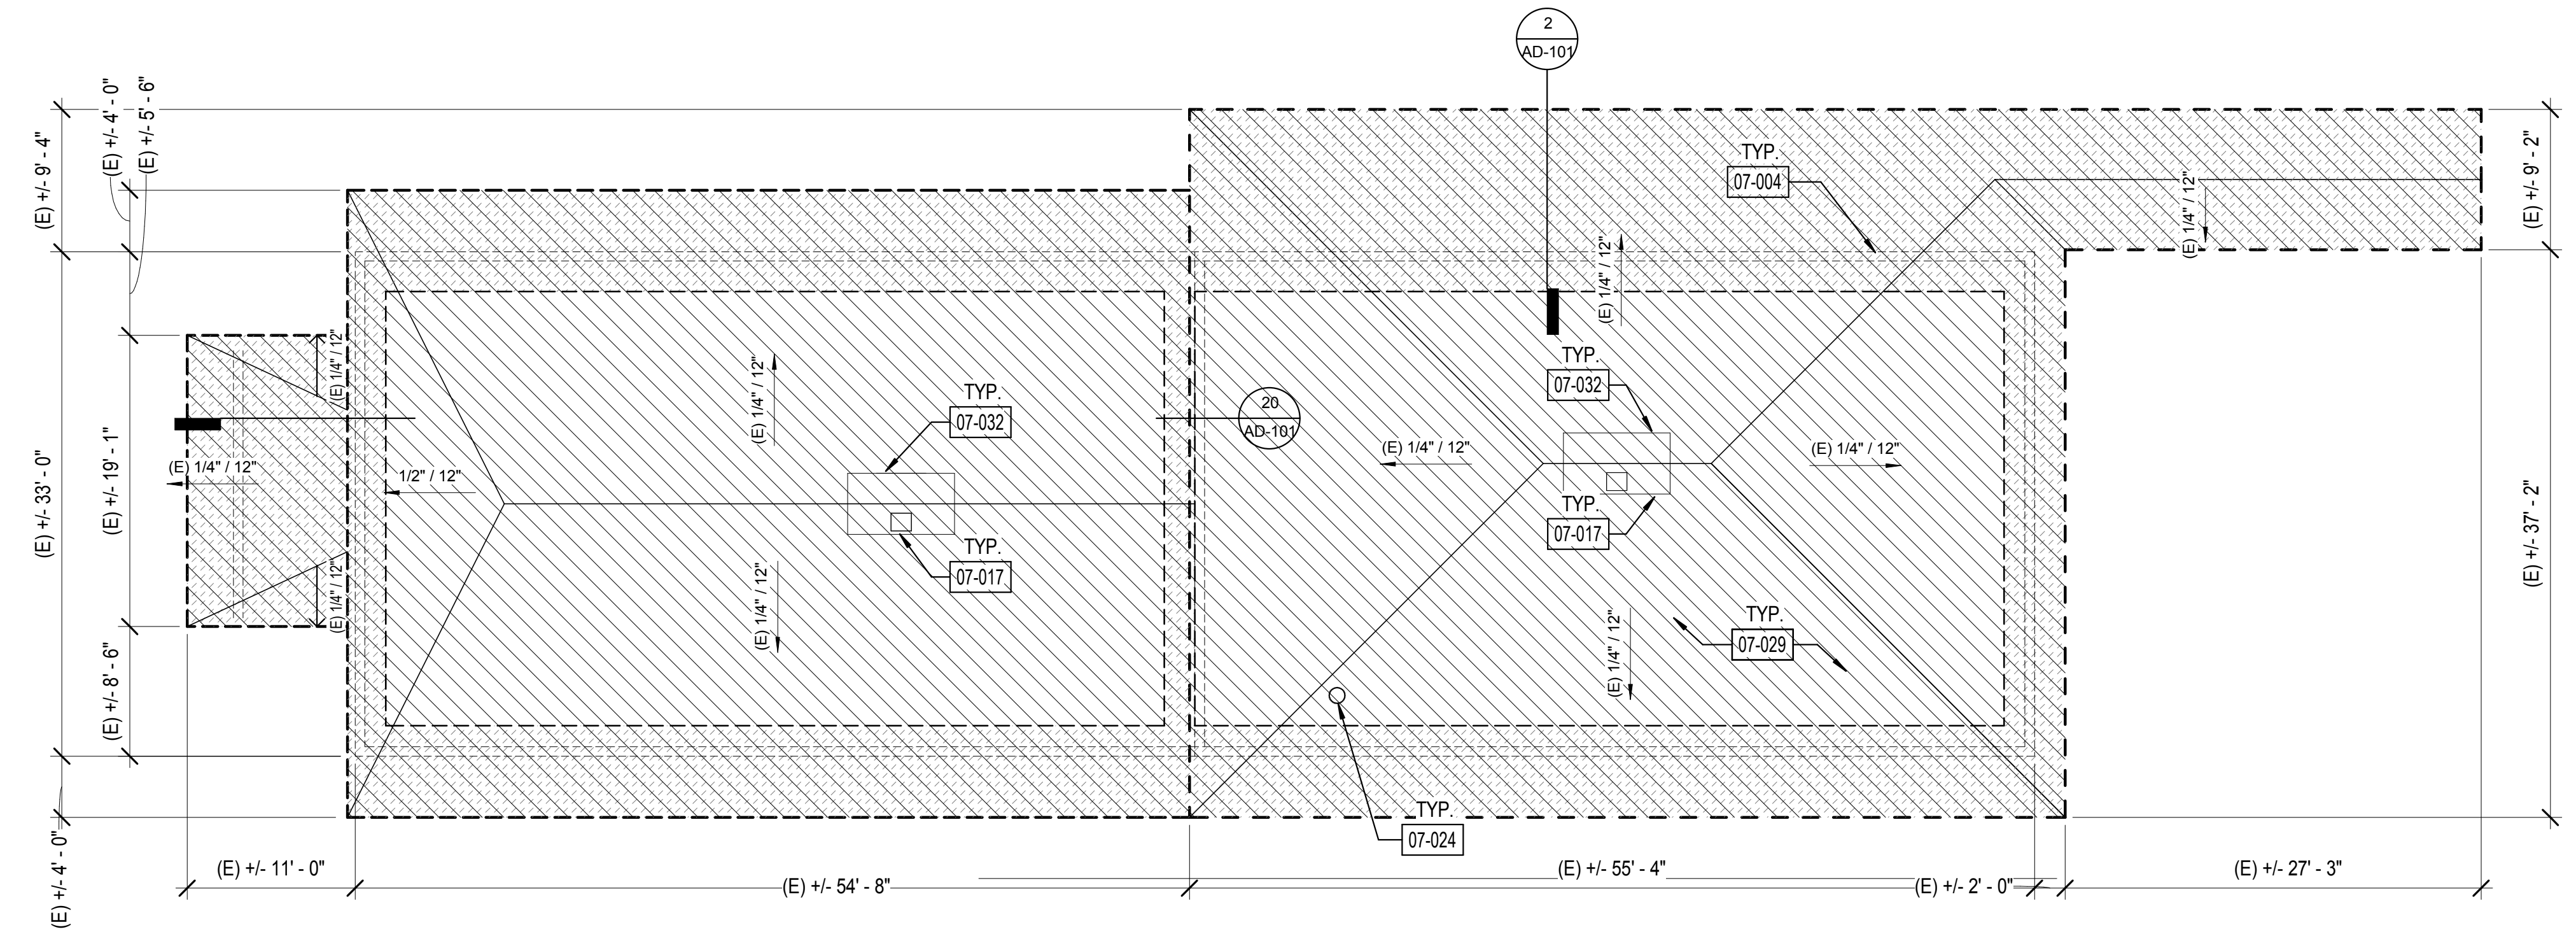 2
AD-101
(E) +/- 9' - 4"
(E) +/- 4' - 0"
(E) +/- 5' - 6"
TYP.
07-004
(E) 1/4" / 12"
(E) +/- 9' - 2"
(E) 1/4" / 12"
(E) 1/4" / 12"
(E) 1/4" / 12"
TYP.
07-032
TYP.
07-032
20
AD-101
(E) 1/4" / 12"
(E) 1/4" / 12"
(E) 1/4" / 12"
1/2" / 12"
(E) +/- 33' - 0"
(E) +/- 19' - 1"
TYP.
07-017
TYP.
07-017
(E) +/- 37' - 2"
(E) 1/4" / 12"
(E) 1/4" / 12"
(E) 1/4" / 12"
TYP.
07-029
(E) +/- 8' - 6"
TYP.
07-024
(E) +/- 4' - 0"
(E) +/- 11' - 0"
(E) +/- 54' - 8"
(E) +/- 55' - 4"
(E) +/- 2' - 0"
(E) +/- 27' - 3"